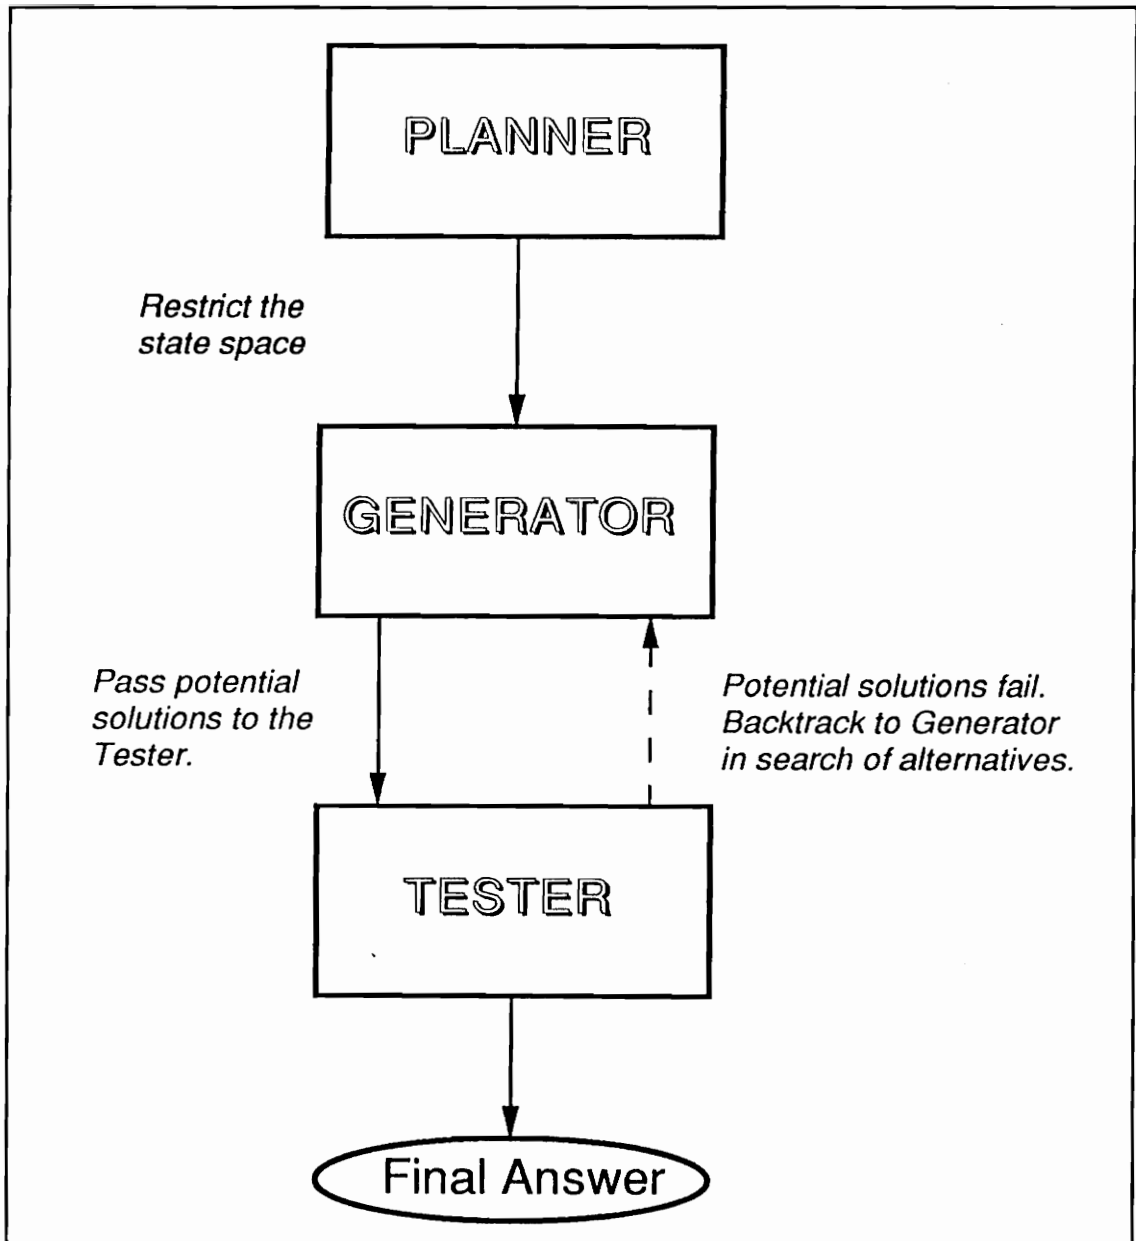 PLANNER
Restrict the
state space
GENERATOR
Pass potential
solutions to the
Tester.
Potential solutions fail.
Backtrack to Generator
in search of alternatives.
TESTER
Final Answer